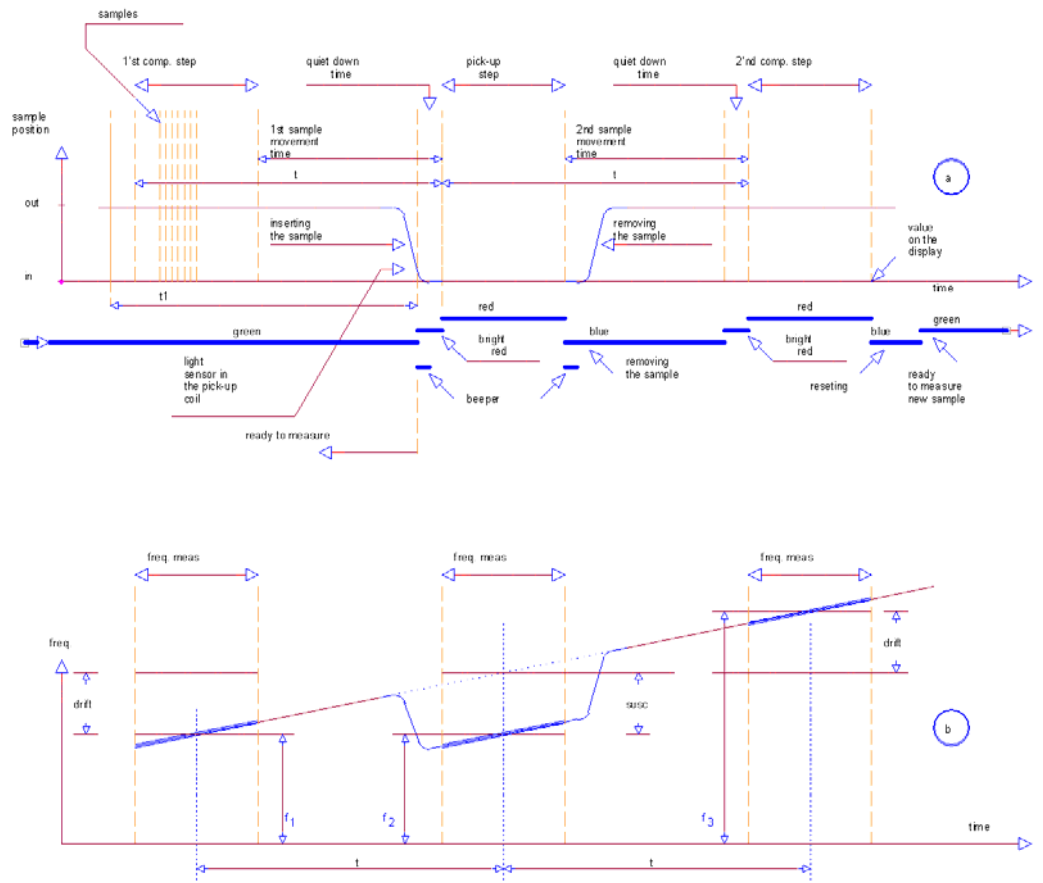 samples
1'st comp. step
quiet down
time
pick-up
step
quiet down
time
2'nd comp. step
sample
position
1st sample
movement
time
2nd sample
movement
time
t
t
a
out
inserting
the sample
removing
the sample
value
on the
display
in
time
t1
red
red
green
bright
red
blue
bright
red
blue
green
light
sensor in
the pick-up
coil
removing
the sample
beeper
reseting
ready
to measure
new sample
ready to measure
freq. meas
freq. meas
freq. meas
freq
drift
susc
drift
b
f1
f2
f3
time
t
t